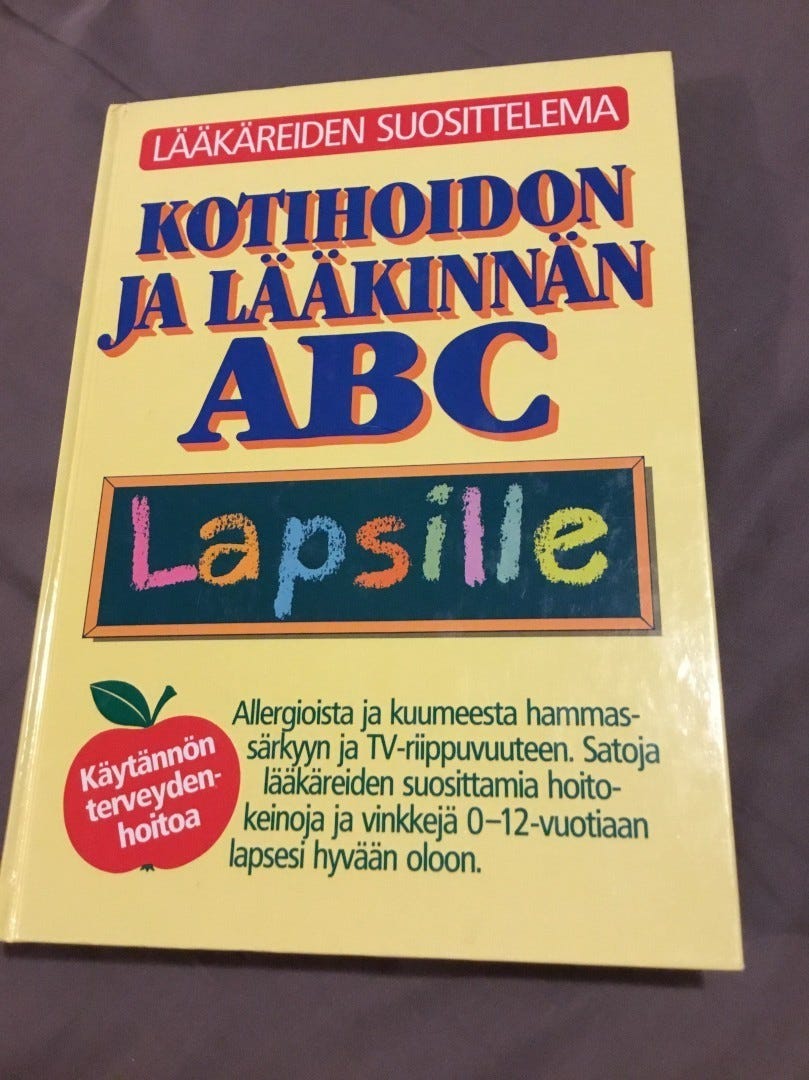 LÄÄKÄREIDEN SUOSITTELEMA
KOTIHOIDON
JA LÄÄKINNÄN
ABC
Lapsille
Käytännön
terveyden-
hoitoa
Allergioista ja kuumeesta hammas-
särkyyn ja TV-riippuvuuteen. Satoja
lääkäreiden suosittamia hoito-
keinoja ja vinkkejä 0–12-vuotiaan
lapsesi hyvään oloon.